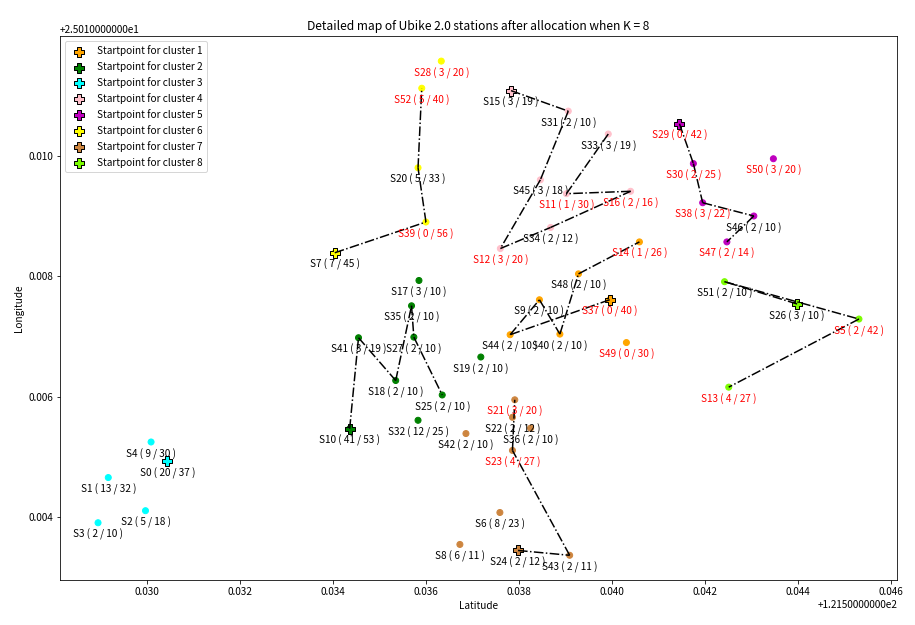 Detailed map of Ubike 2.0 stations after allocation when K = 8
+2.5010000000e1
Startpoint for cluster 1
Startpoint for cluster 2
Startpoint for cluster 3
Startpoint for cluster 4
Startpoint for cluster 5
Startpoint for cluster 6
Startpoint for cluster 7
Startpoint for cluster 8
S28 ( 3 / 20 )
S52 ( 5 / 40 )
S15 ( 3 / 19 )
S31 ( 2 / 10 )
S29 ( 0 / 42 )
S33 ( 3 / 19 )
0.010
S50 ( 3 / 20 )
S30 ( 2 / 25 )
S20 ( 5 / 33 )
S45 ( 3 / 18 )
S11 ( 1 / 30 )
S16 ( 2 / 16 )
S38 ( 3 / 22 )
S46 ( 2 / 10 )
S39 ( 0 / 56 )
S34 ( 2 / 12 )
S14 ( 1 / 26 )
S47 ( 2 / 14 )
S7 ( 7 / 45 )
S12 ( 3 / 20 )
0.008
S48 ( 2 / 10 )
S17 ( 3 / 10 )
S51 ( 2 / 10 )
S35 ( 2 / 10 )
S9 ( 2 / 10 )
S37 ( 0 / 40 )
S26 ( 3 / 10 )
S5 ( 2 / 42 )
S41 ( 3 / 19 )
S27 ( 2 / 10 )
S44 ( 2 / 10 )
S40 ( 2 / 10 )
S49 ( 0 / 30 )
S19 ( 2 / 10 )
S18 ( 2 / 10 )
S25 ( 2 / 10 )
S13 ( 4 / 27 )
0.006
S21 ( 3 / 20 )
S32 ( 12 / 25 )
S22 ( 2 / 12 )
S10 ( 41 / 53 )
S42 ( 2 / 10 )
S36 ( 2 / 10 )
S4 ( 9 / 30 )
S23 ( 4 / 27 )
S0 ( 20 / 37 )
S1 ( 13 / 32 )
0.004
S2 ( 5 / 18 )
S3 ( 2 / 10 )
S6 ( 8 / 23 )
S8 ( 6 / 11 )
S24 ( 2 / 12 )
S43 ( 2 / 11 )
Longitude
0.030 0.032 0.034 0.036 0.038 0.040 0.042 0.044 0.046
Latitude
+1.2150000000e2